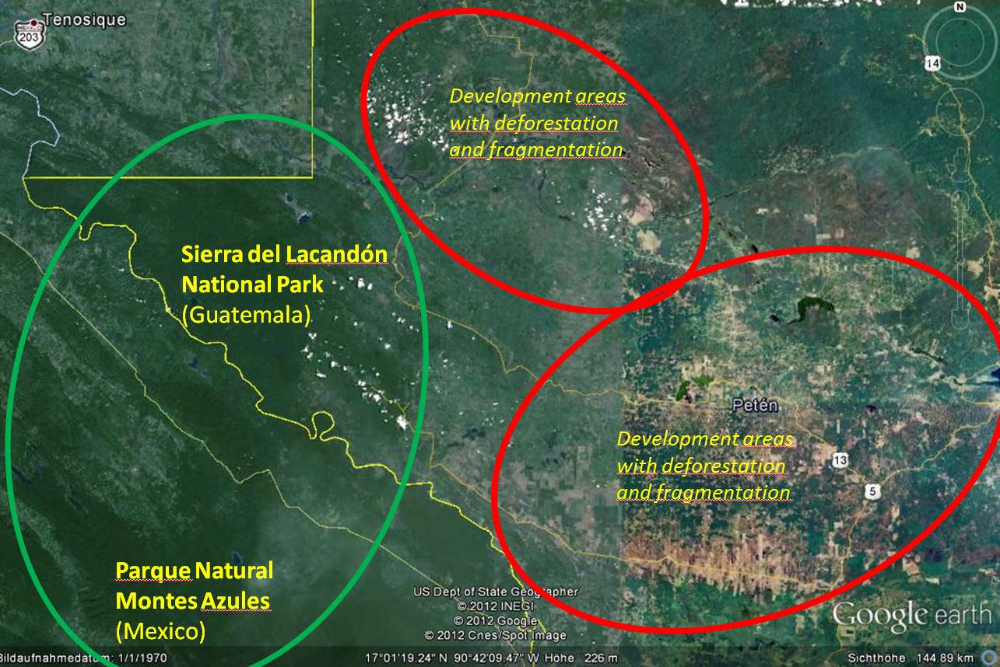 Tenosique
MEXICO
203
N
14
Development areas
with deforestation
and fragmentation
Sierra del Lacandón
National Park
(Guatemala)
Petén
Development areas
with deforestation
and fragmentation
13
5
Parque Natural
Montes Azules
(Mexico)
US Dept of State Geographer
© 2012 INEGI
© 2012 Google
© 2012 Cnes/Spot Image
Google earth
Bildaufnahmedatum: 1/1/1970
17°01'19.24" N 90°42'09.47" W Höhe 226 m
Sichthöhe 144.89 km